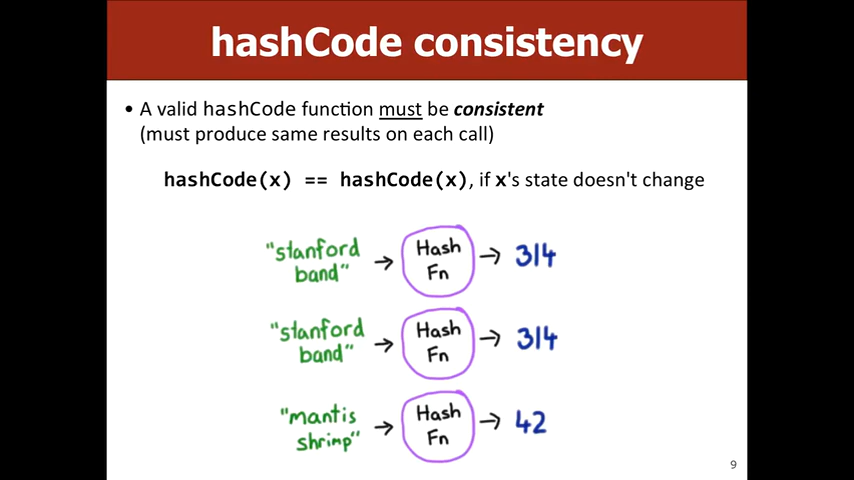 hashCode consistency
• A valid hashCode function must be consistent
(must produce same results on each call)
hashCode(x) == hashCode(x), if x's state doesn't change
"stanford band" → Hash Fn → 314
"stanford band" → Hash Fn → 314
"mantis shrimp" → Hash Fn → 42
9